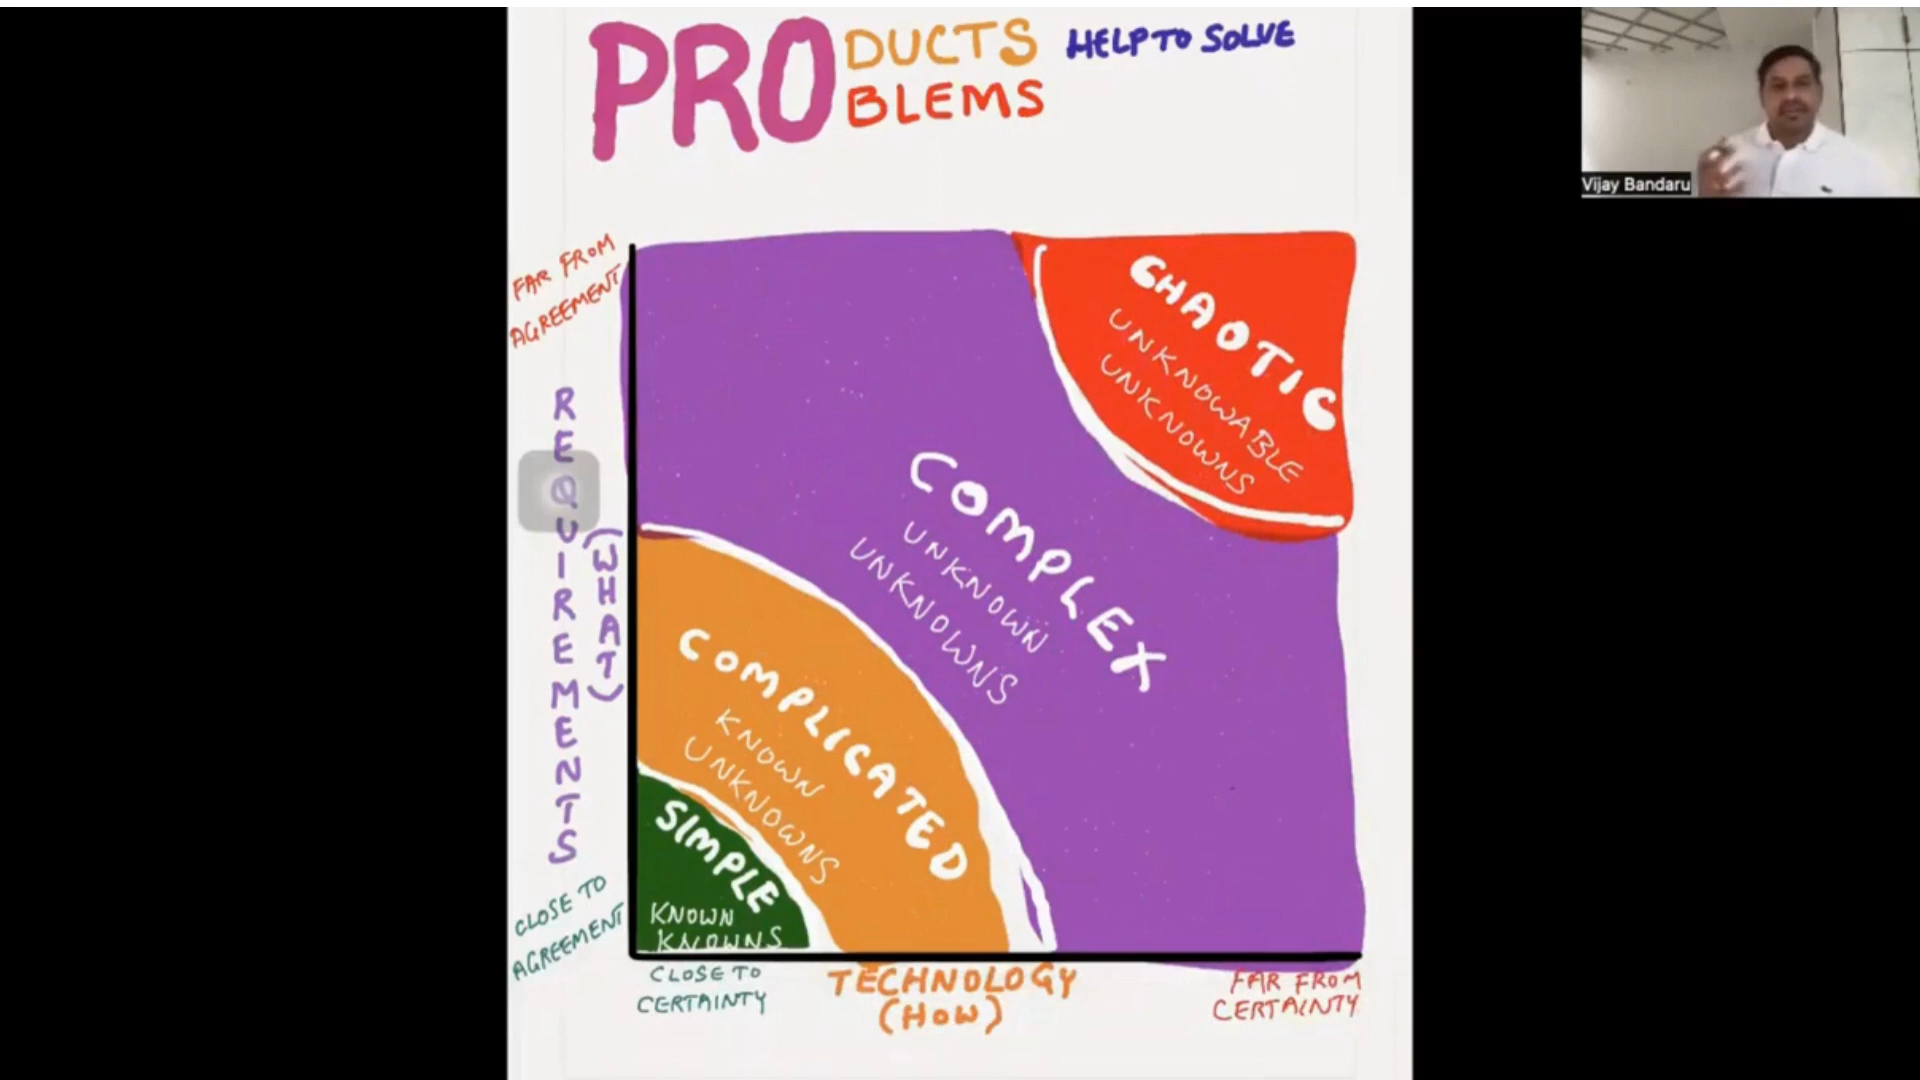 PRODUCTS HELP TO SOLVE
BLEMS
Vijay Bandaru
FAR FROM
AGREEMENT
REQUIREMENTS
(WHAT)
CLOSE TO
AGREEMENT
CHAOTIC
UNKNOWABLE
UNKNOWNS
COMPLEX
UNKNOWN
UNKNOWNS
COMPLICATED
KNOWN
UNKNOWNS
SIMPLE
KNOWN
KNOWNS
CLOSE TO
CERTAINTY
TECHNOLOGY
(HOW)
FAR FROM
CERTAINTY